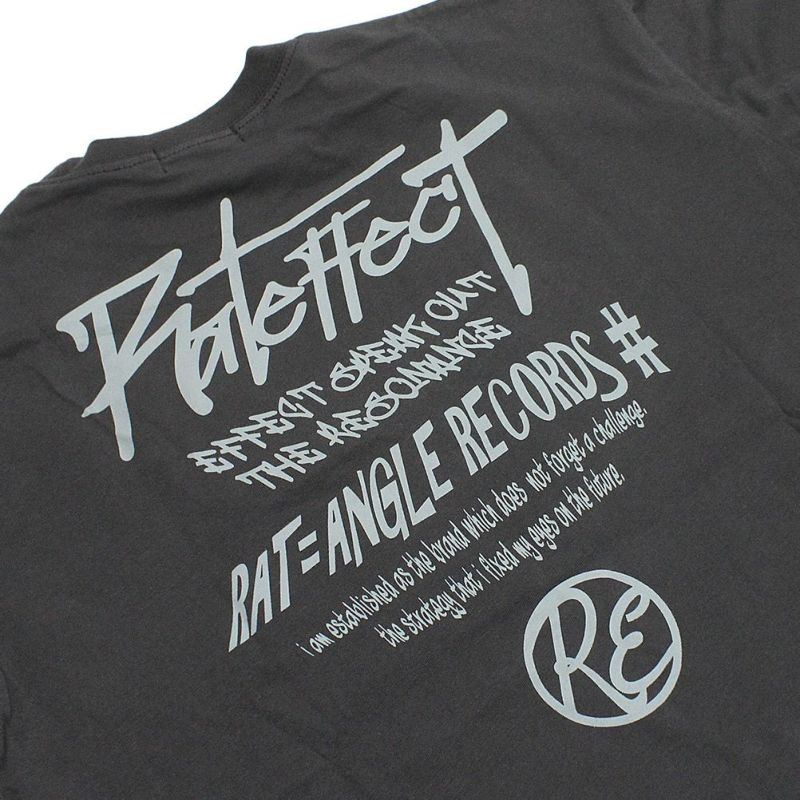 Rateffect
EFFECT SPEAK OUT
THE RESONANCE
RAT=ANGLE RECORDS #
i am established as the brand which does not forget a challenge.
the strategy that i fixed my eyes on the future.
RE